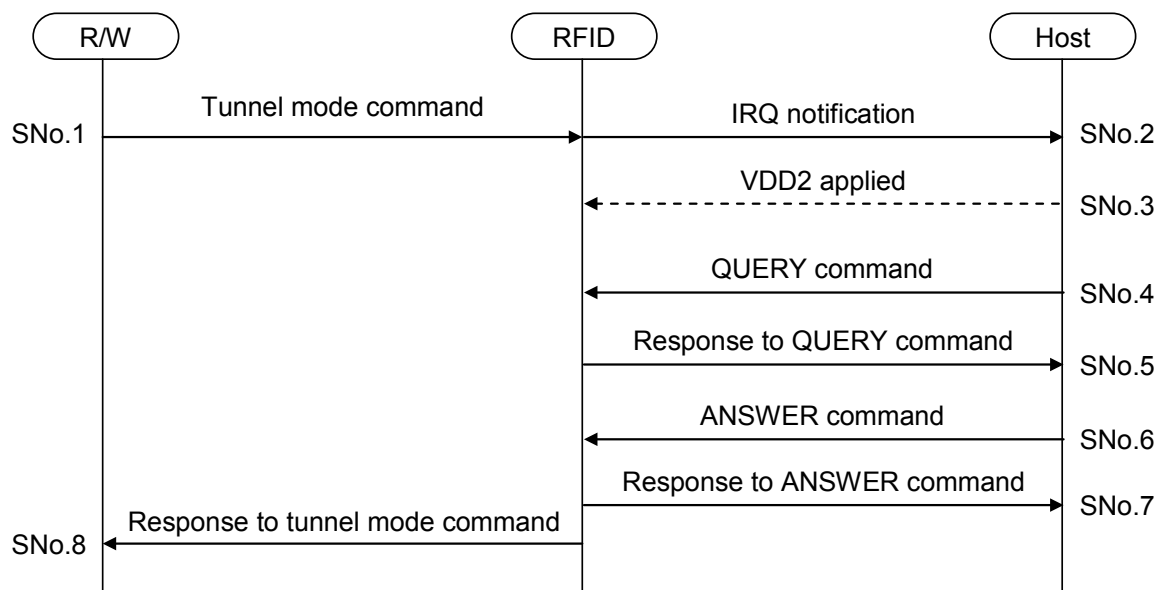 R/W
RFID
Host
Tunnel mode command
IRQ notification
SNo.1
SNo.2
VDD2 applied
SNo.3
QUERY command
SNo.4
Response to QUERY command
SNo.5
ANSWER command
SNo.6
Response to ANSWER command
SNo.7
Response to tunnel mode command
SNo.8